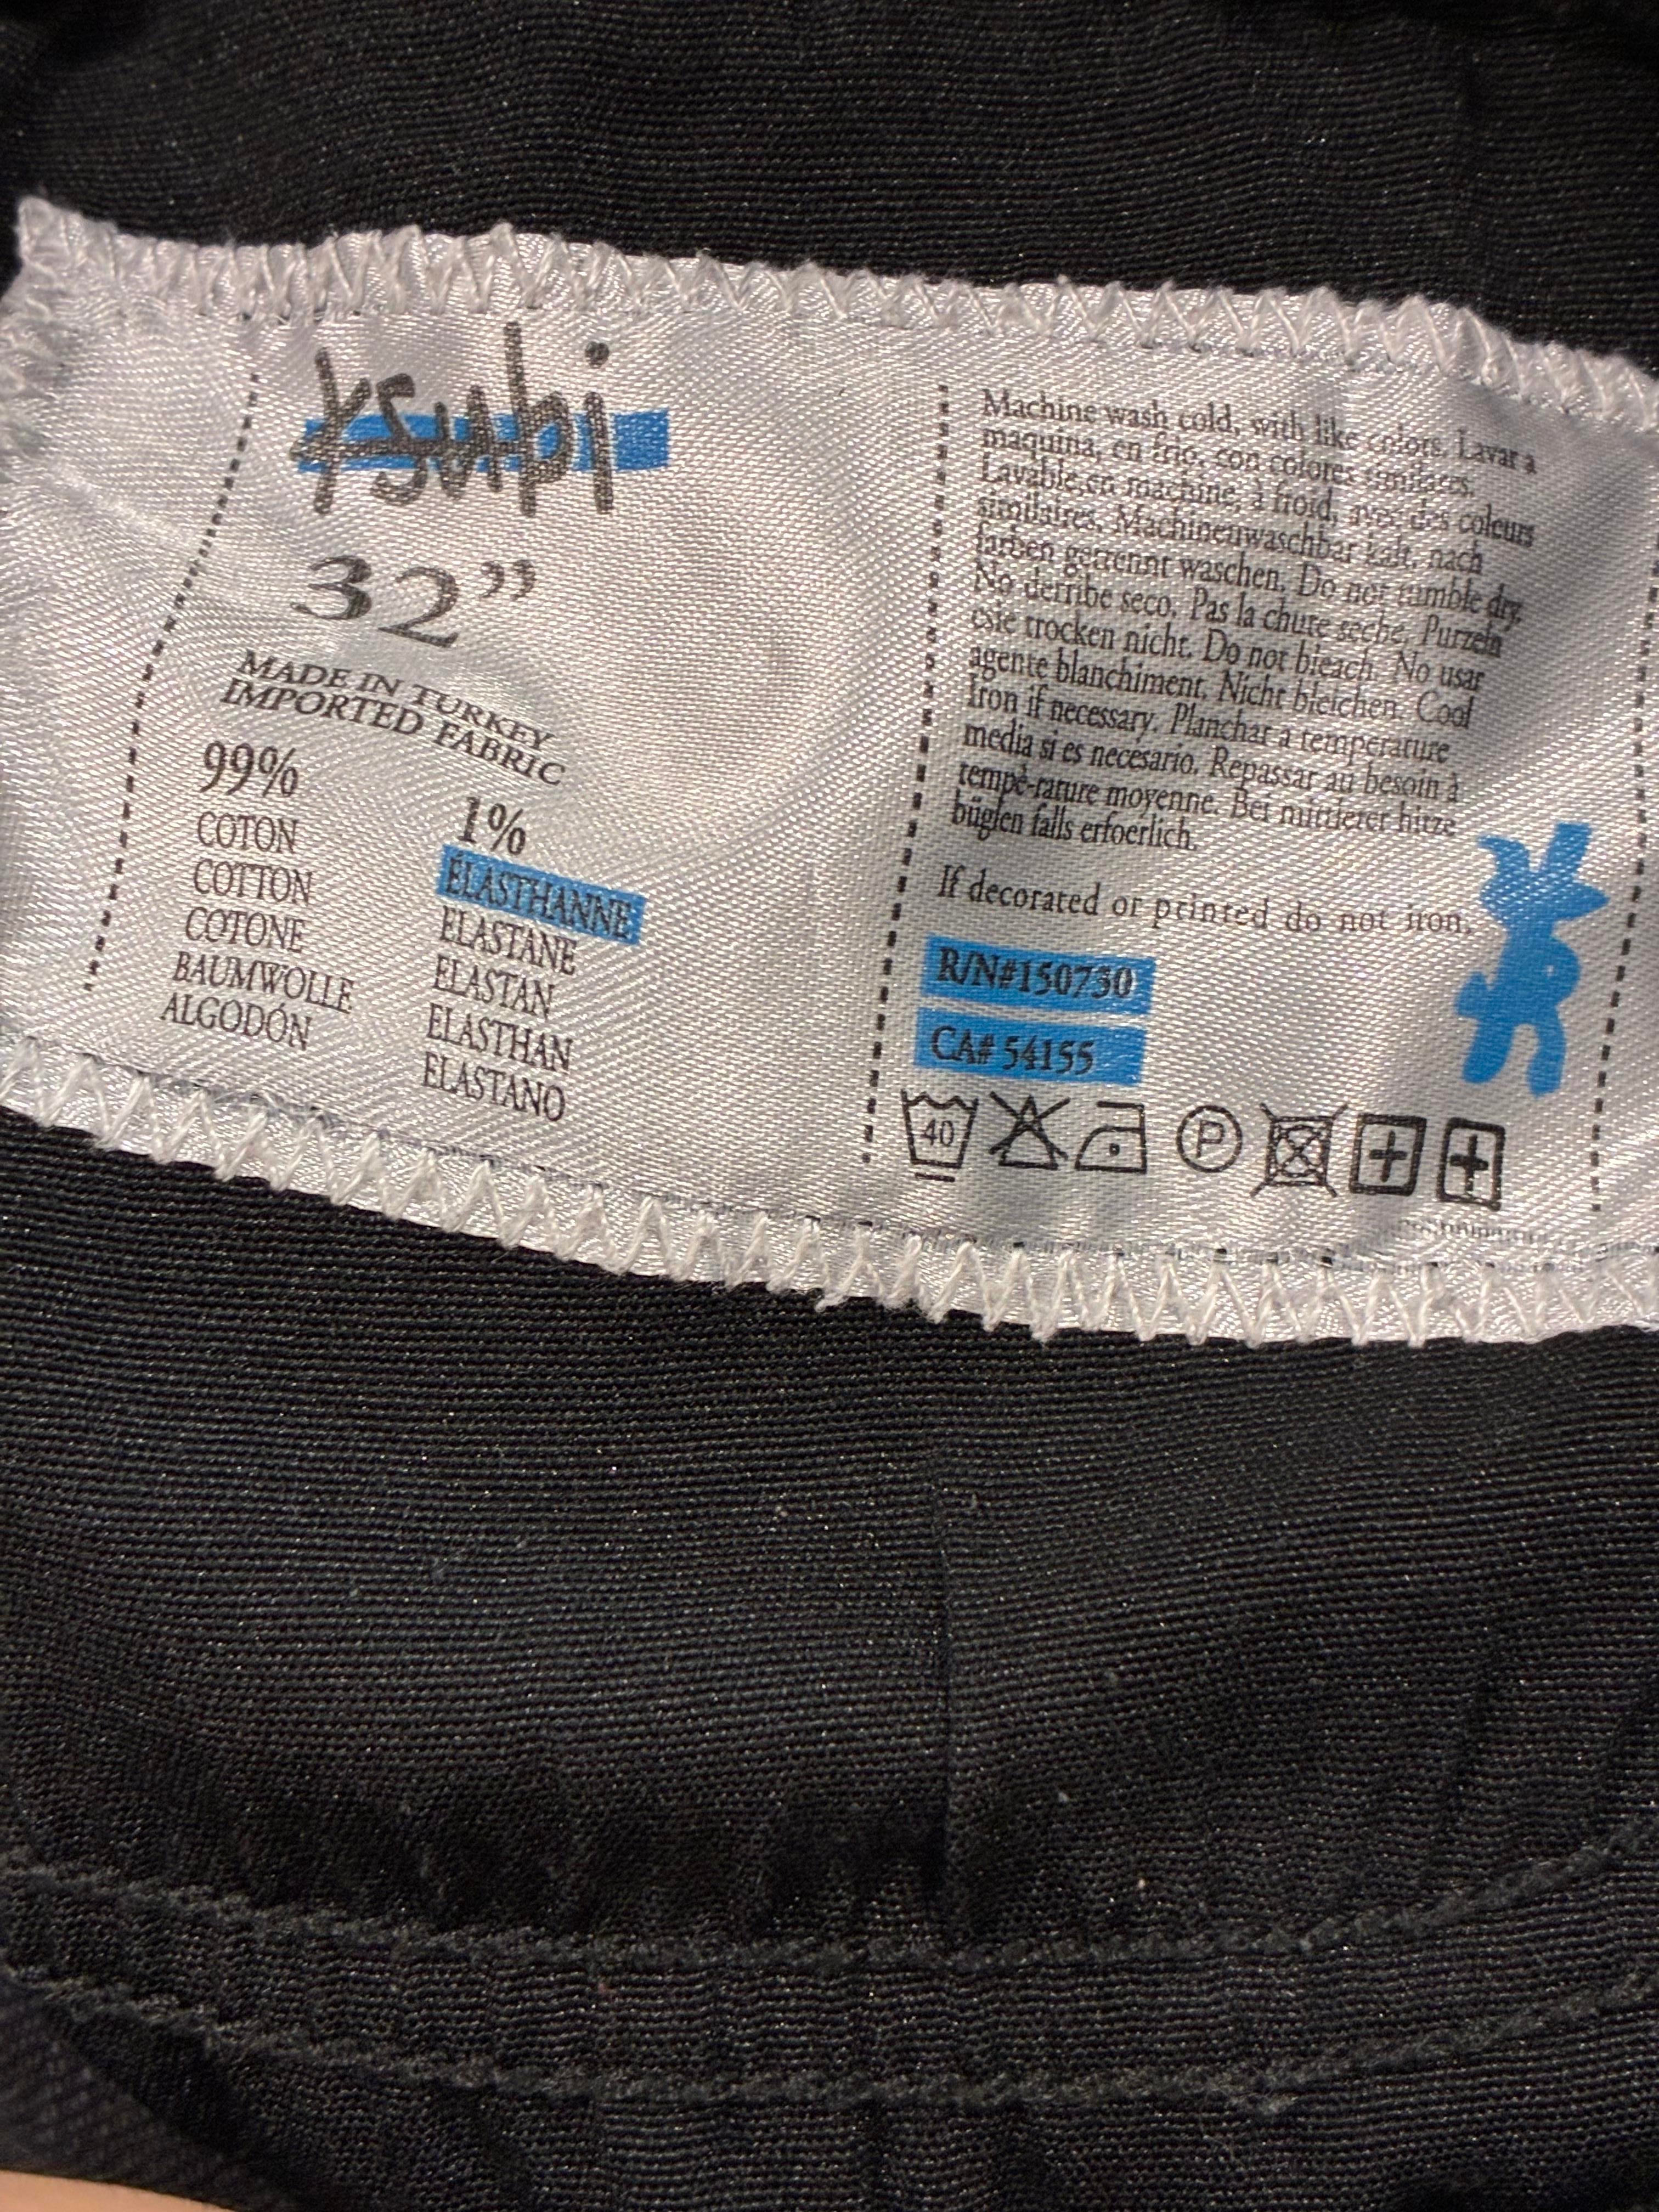 ksubi
32”
MADE IN TURKEY
IMPORTED FABRIC
99%
COTON
COTTON
COTONE
BAUMWOLLE
ALGODÓN
1%
ÉLASTHANNE
ELASTANE
ELASTAN
ELASTHAN
ELASTANO
Machine wash cold, with like colors. Lavar a
maquina, en frio, con colores similares.
Lavable en machine, à froid, avec des coleurs
similaires. Machinenwaschbar kalt, nach
farben getrennt waschen. Do not tumble dry.
No derribe seco. Pas la chute seche. Purzeln
esie trocken nicht. Do not bleach. No usar
agente blanchiment. Nicht bleichen. Cool
Iron if necessary. Planchar a temperature
media si es necesario. Repassar au besoin à
tempè-rature moyenne. Bei mittlerer hitze
büglen falls erfoerlich.
If decorated or printed do not iron.
R/N#150730
CA# 54155
40
P